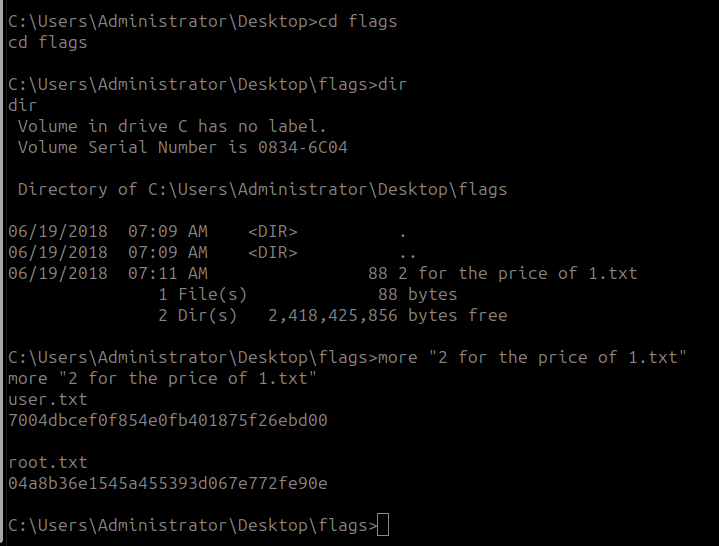 C:\Users\Administrator\Desktop>cd flags
cd flags
C:\Users\Administrator\Desktop\flags>dir
dir
 Volume in drive C has no label.
 Volume Serial Number is 0834-6C04
 Directory of C:\Users\Administrator\Desktop\flags
06/19/2018  07:09 AM    <DIR>          .
06/19/2018  07:09 AM    <DIR>          ..
06/19/2018  07:11 AM                88 2 for the price of 1.txt
               1 File(s)             88 bytes
               2 Dir(s)   2,418,425,856 bytes free
C:\Users\Administrator\Desktop\flags>more "2 for the price of 1.txt"
more "2 for the price of 1.txt"
user.txt
7004dbcef0f854e0fb401875f26ebd00
root.txt
04a8b36e1545a455393d067e772fe90e
C:\Users\Administrator\Desktop\flags>